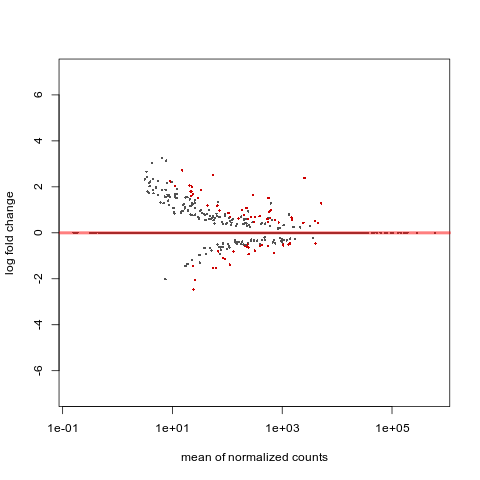 6
4
2
0
-2
-4
-6
log fold change
1e-01
1e+01
1e+03
1e+05
mean of normalized counts